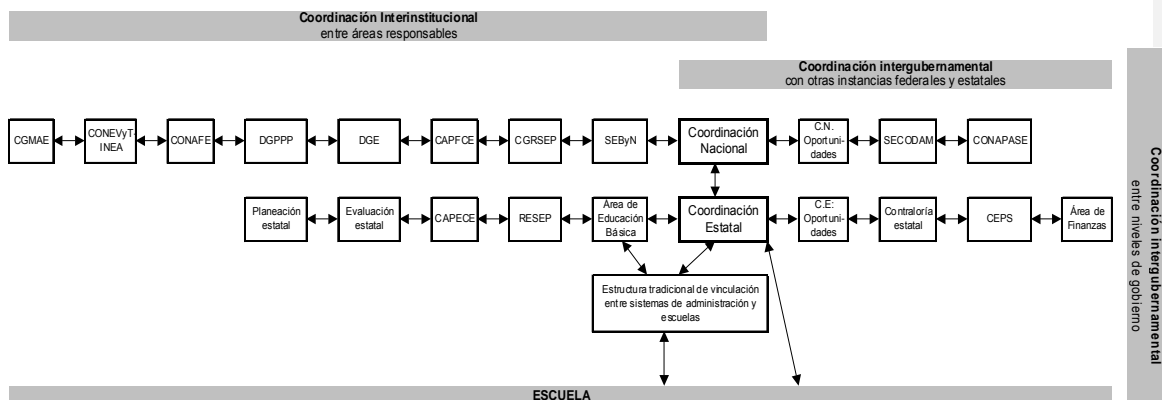 Coordinación Interinstitucional
entre áreas responsables
Coordinación intergubernamental
con otras instancias federales y estatales
CGMAE
CONEVyT-
INEA
CONAFE
DGPPP
DGE
CAPFCE
CGRSEP
SEByN
Coordinación
Nacional
C.N.
Oportuni-
dades
SECODAM
CONAPASE
Planeación
estatal
Evaluación
estatal
CAPECE
RESEP
Área de
Educación
Básica
Coordinación
Estatal
C.E:
Oportuni-
dades
Contraloría
estatal
CEPS
Área de
Finanzas
Estructura tradicional de vinculación
entre sistemas de administración y
escuelas
ESCUELA
Coordinación intergubernamental
entre niveles de gobierno